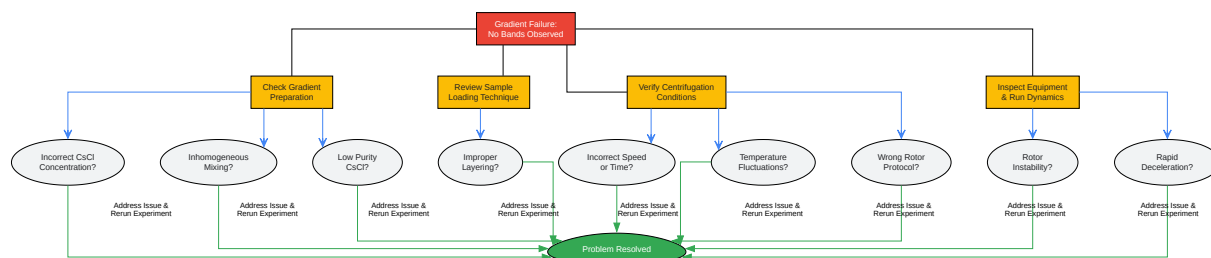 Gradient Failure:
No Bands Observed
Check Gradient
Preparation
Review Sample
Loading Technique
Verify Centrifugation
Conditions
Inspect Equipment
& Run Dynamics
Incorrect CsCl
Concentration?
Inhomogeneous
Mixing?
Low Purity
CsCl?
Improper
Layering?
Incorrect Speed
or Time?
Temperature
Fluctuations?
Wrong Rotor
Protocol?
Rotor
Instability?
Rapid
Deceleration?
Address Issue &
Rerun Experiment
Address Issue &
Rerun Experiment
Address Issue &
Rerun Experiment
Address Issue &
Rerun Experiment
Address Issue &
Rerun Experiment
Address Issue &
Rerun Experiment
Address Issue &
Rerun Experiment
Address Issue &
Rerun Experiment
Address Issue &
Rerun Experiment
Problem Resolved